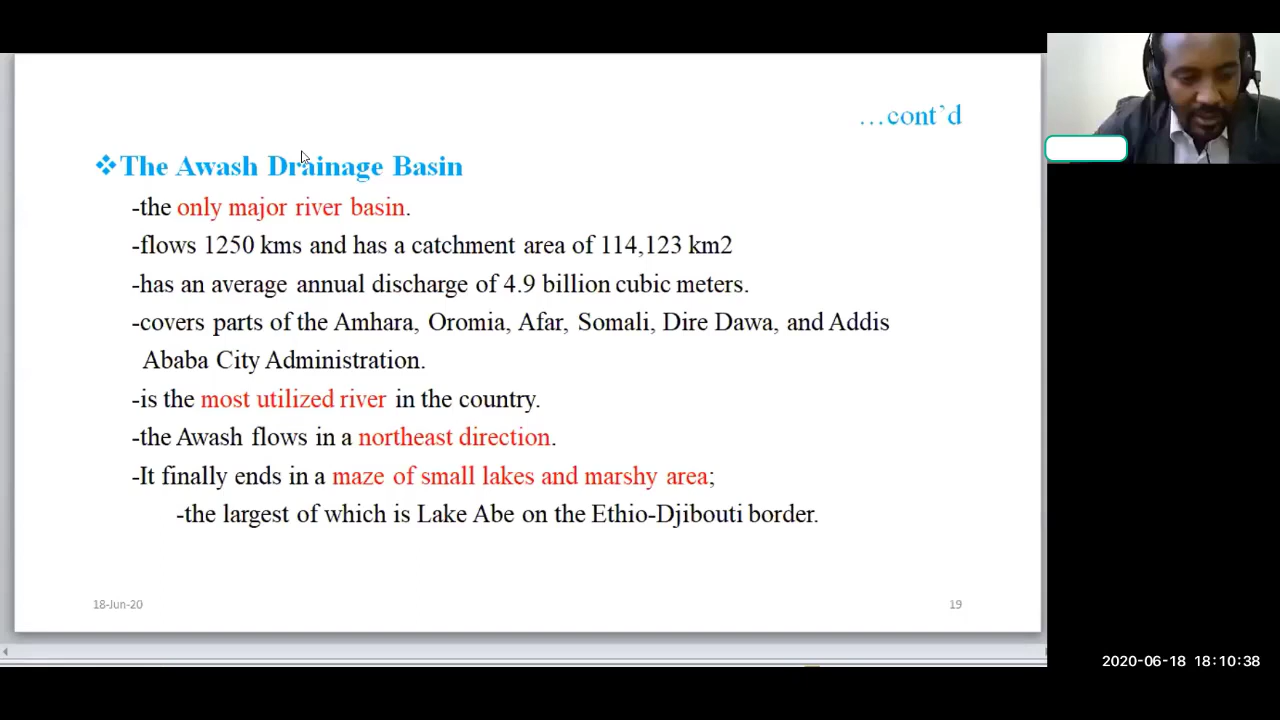 …cont’d
❖The Awash Drainage Basin
-the only major river basin.
-flows 1250 kms and has a catchment area of 114,123 km2
-has an average annual discharge of 4.9 billion cubic meters.
-covers parts of the Amhara, Oromia, Afar, Somali, Dire Dawa, and Addis
Ababa City Administration.
-is the most utilized river in the country.
-the Awash flows in a northeast direction.
-It finally ends in a maze of small lakes and marshy area;
-the largest of which is Lake Abe on the Ethio-Djibouti border.
18-Jun-20
19
2020-06-18 18:10:38